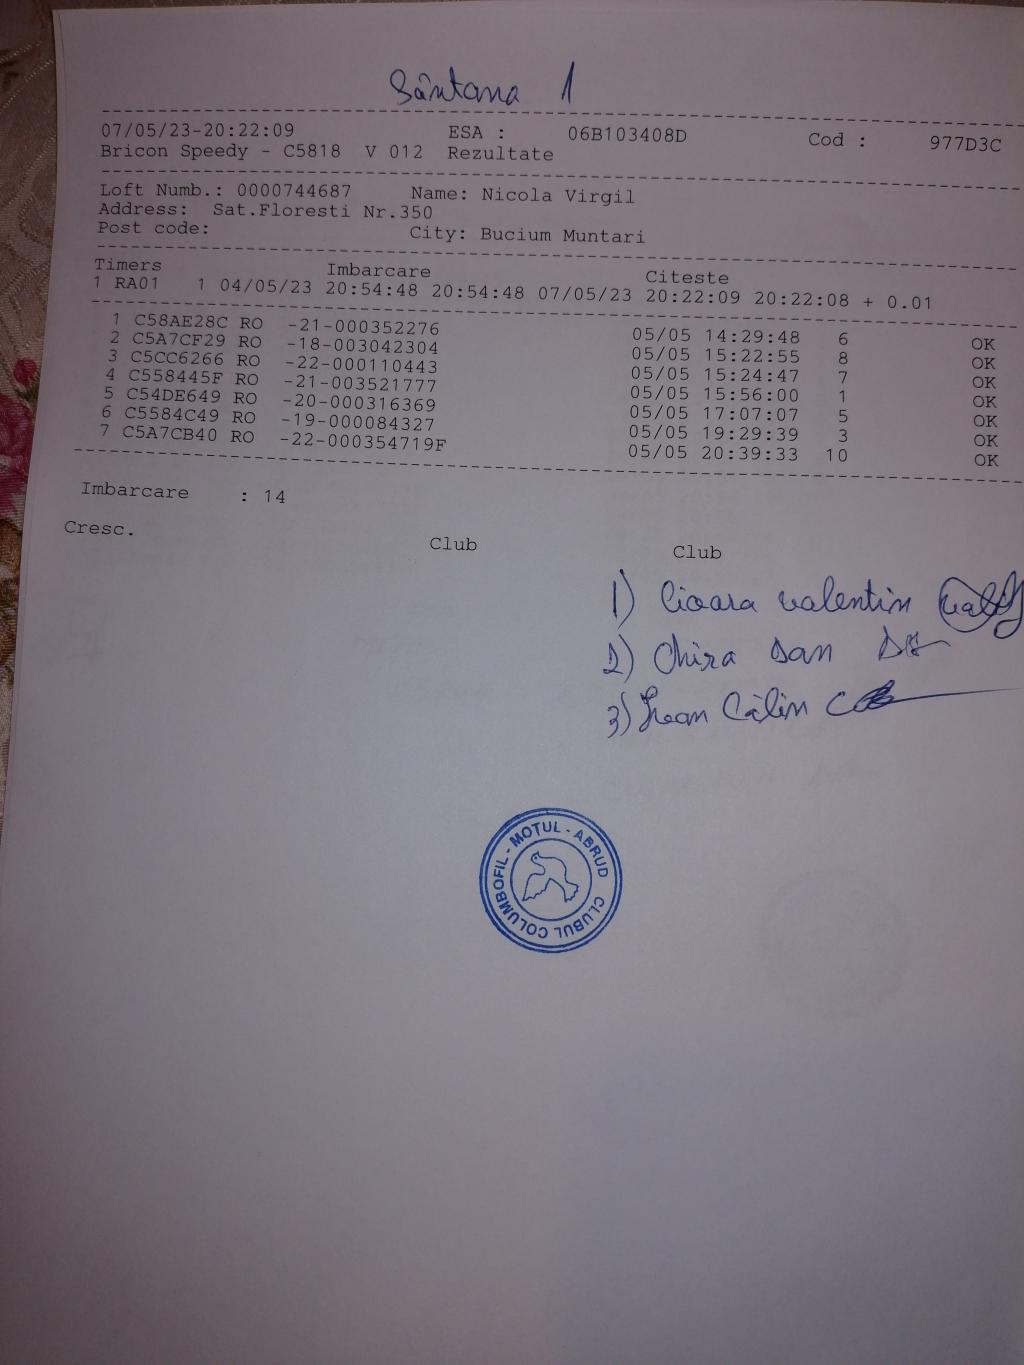 Sântana 1
07/05/23-20:22:09 ESA : 06B103408D Cod : 977D3C
Bricon Speedy - C5818 V 012 Rezultate
Loft Numb.: 0000744687 Name: Nicola Virgil
Address: Sat.Floresti Nr.350
Post code: City: Bucium Muntari
Timers Imbarcare Citeste
1 RA01 1 04/05/23 20:54:48 20:54:48 07/05/23 20:22:09 20:22:08 + 0.01
1 C58AE28C RO -21-000352276 05/05 14:29:48 6 OK
2 C5A7CF29 RO -18-003042304 05/05 15:22:55 8 OK
3 C5CC6266 RO -22-000110443 05/05 15:24:47 7 OK
4 C558445F RO -21-003521777 05/05 15:56:00 1 OK
5 C54DE649 RO -20-000316369 05/05 17:07:07 5 OK
6 C5584C49 RO -19-000084327 05/05 19:29:39 3 OK
7 C5A7CB40 RO -22-000354719F 05/05 20:39:33 10 OK
Imbarcare : 14
Cresc. Club Club
1) Cioara valentin
2) Chira Dan
3) Călin
CLUBUL COLUMBOFIL - MOTUL - ABRUD